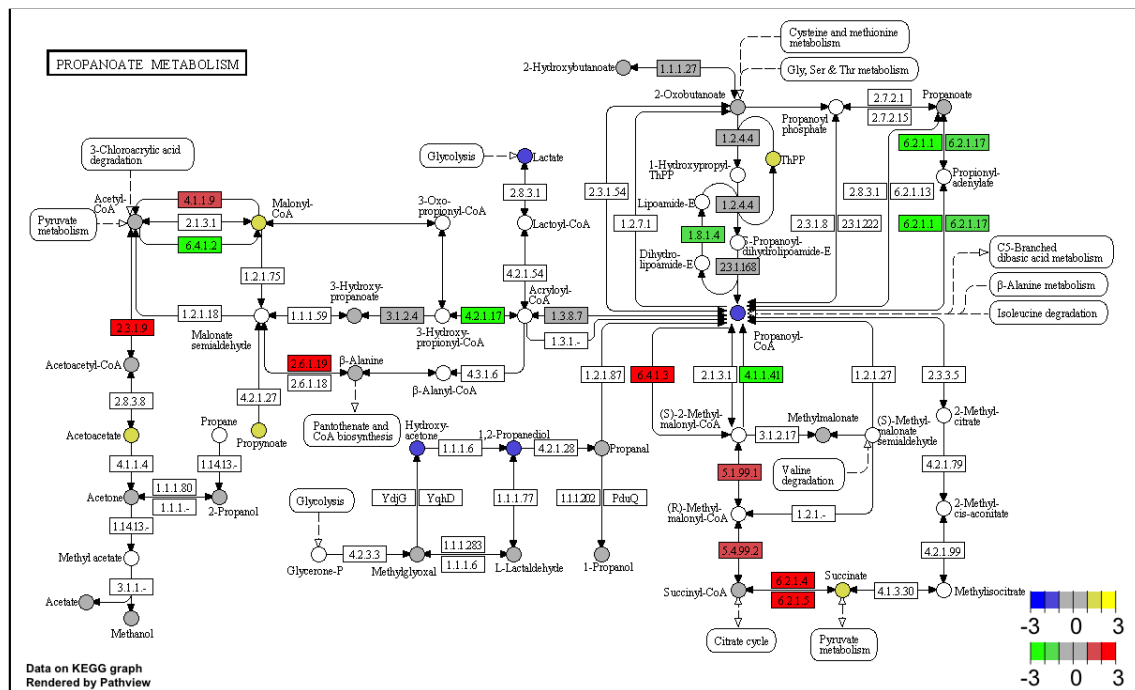 PROPANOATE METABOLISM
Cysteine and methionine
metabolism
Gly, Ser & Thr metabolism
2-Hydroxybutanoate
1.1.1.27
2-Oxobutanoate
2.7.2.1
2.7.2.15
Propanoyl
phosphate
Propanoate
6.2.1.1
6.2.1.17
Propionyl-
adenylate
6.2.1.1
6.2.1.17
1.2.4.4
ThPP
1-Hydroxypropyl-
ThPP
Lipoamide-E
1.2.4.4
1.8.1.4
Dihydro-
lipoamide-E
S-Propanoyl-
dihydrolipoamide-E
2.3.1.168
2.3.1.54
1.2.7.1
2.3.1.8
2.3.1.222
2.8.3.1
6.2.1.13
C5-Branched
dibasic acid metabolism
β-Alanine metabolism
Isoleucine degradation
3-Chloroacrylic acid
degradation
Pyruvate
metabolism
Acetyl-
CoA
4.1.1.9
2.1.3.1
6.4.1.2
Malonyl-
CoA
3-Oxo-
propionyl-CoA
Glycolysis
Lactate
2.8.3.1
Lactoyl-CoA
4.2.1.54
Acryloyl-
CoA
1.2.1.75
1.2.1.18
Malonate
semialdehyde
1.1.1.59
3-Hydroxy-
propanoate
3.1.2.4
3-Hydroxy-
propionyl-CoA
4.2.1.17
1.3.8.7
1.3.1.-
Propanoyl-
CoA
2.3.1.9
Acetoacetyl-CoA
2.8.3.8
Acetoacetate
4.1.1.4
Acetone
1.14.13.-
Methyl acetate
3.1.1.-
Acetate
Methanol
2.6.1.19
2.6.1.18
β-Alanine
4.3.1.6
β-Alanyl-CoA
Pantothenate and
CoA biosynthesis
4.2.1.27
Propynoate
Propane
1.14.13.-
1.1.1.80
1.1.1.-
2-Propanol
Hydroxy-
acetone
1.1.1.6
1,2-Propanediol
4.2.1.28
Propanal
1.2.1.87
YdjG
YqhD
1.1.1.77
1.1.1.202
PduQ
Glycolysis
Glycerone-P
4.2.3.3
Methylglyoxal
1.1.1.283
1.1.1.6
L-Lactaldehyde
1-Propanol
6.4.1.3
2.1.3.1
4.1.1.41
1.2.1.27
2.3.3.5
(S)-2-Methyl-
malonyl-CoA
3.1.2.17
Methylmalonate
(S)-Methyl-
malonate
semialdehyde
Valine
degradation
2-Methyl-
citrate
4.2.1.79
2-Methyl-
cis-aconitate
4.2.1.99
5.1.99.1
(R)-Methyl-
malonyl-CoA
1.2.1.-
5.4.99.2
Succinyl-CoA
6.2.1.4
6.2.1.5
Succinate
4.1.3.30
Methylisocitrate
Citrate cycle
Pyruvate
metabolism
-3 0 3
-3 0 3
Data on KEGG graph
Rendered by Pathview